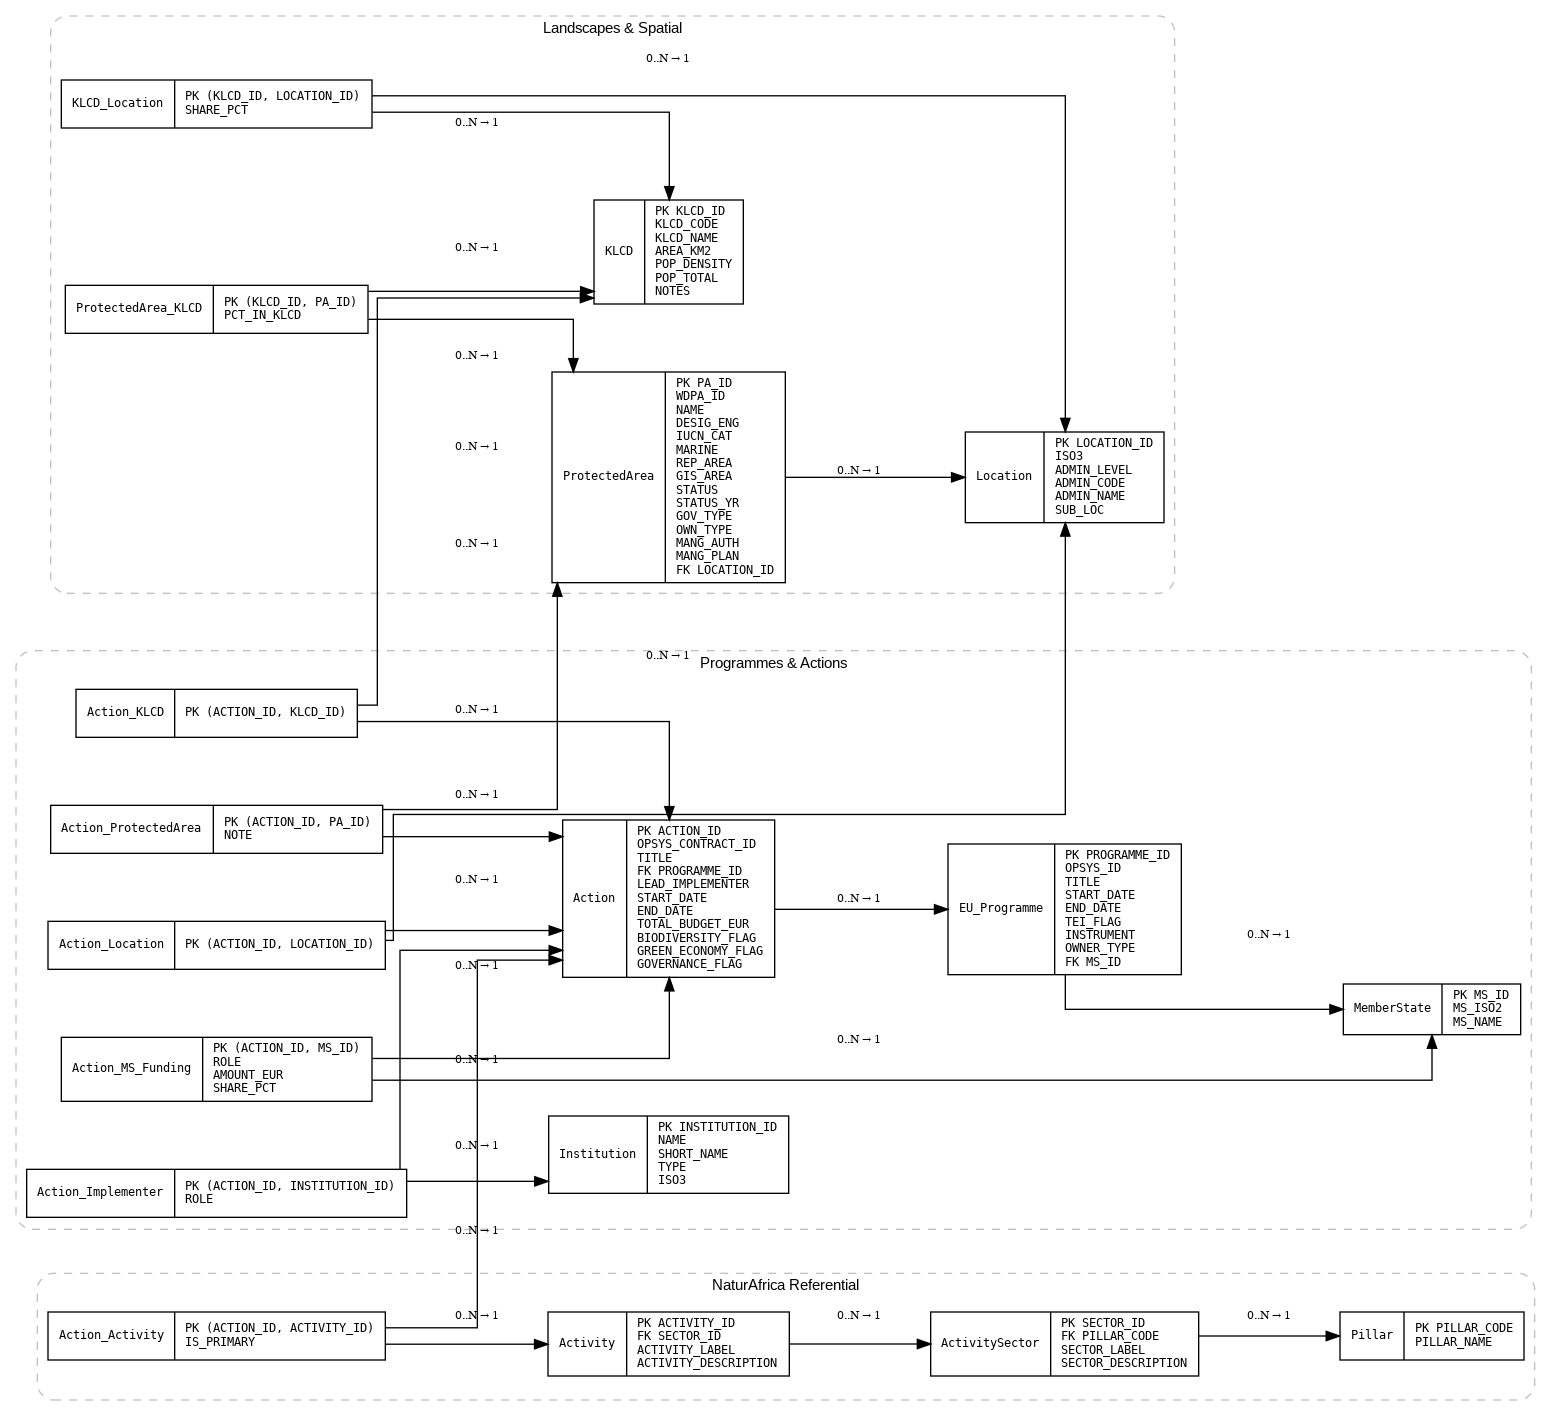 Landscapes & Spatial
0..N → 1
KLCD_Location
PK (KLCD_ID, LOCATION_ID)
SHARE_PCT
0..N → 1
KLCD
PK KLCD_ID
KLCD_CODE
KLCD_NAME
AREA_KM2
POP_DENSITY
POP_TOTAL
NOTES
0..N → 1
ProtectedArea_KLCD
PK (KLCD_ID, PA_ID)
PCT_IN_KLCD
0..N → 1
0..N → 1
0..N → 1
ProtectedArea
PK PA_ID
WDPA_ID
NAME
DESIG_ENG
IUCN_CAT
MARINE
REP_AREA
GIS_AREA
STATUS
STATUS_YR
GOV_TYPE
OWN_TYPE
MANG_AUTH
MANG_PLAN
FK LOCATION_ID
0..N → 1
Location
PK LOCATION_ID
ISO3
ADMIN_LEVEL
ADMIN_CODE
ADMIN_NAME
SUB_LOC
0..N → 1
Programmes & Actions
Action_KLCD
PK (ACTION_ID, KLCD_ID)
0..N → 1
0..N → 1
Action_ProtectedArea
PK (ACTION_ID, PA_ID)
NOTE
0..N → 1
Action
PK ACTION_ID
OPSYS_CONTRACT_ID
TITLE
FK PROGRAMME_ID
LEAD_IMPLEMENTER
START_DATE
END_DATE
TOTAL_BUDGET_EUR
BIODIVERSITY_FLAG
GREEN_ECONOMY_FLAG
GOVERNANCE_FLAG
0..N → 1
EU_Programme
PK PROGRAMME_ID
OPSYS_ID
TITLE
START_DATE
END_DATE
TEI_FLAG
INSTRUMENT
OWNER_TYPE
FK MS_ID
0..N → 1
Action_Location
PK (ACTION_ID, LOCATION_ID)
0..N → 1
MemberState
PK MS_ID
MS_ISO2
MS_NAME
Action_MS_Funding
PK (ACTION_ID, MS_ID)
ROLE
AMOUNT_EUR
SHARE_PCT
0..N → 1
0..N → 1
0..N → 1
Institution
PK INSTITUTION_ID
NAME
SHORT_NAME
TYPE
ISO3
Action_Implementer
PK (ACTION_ID, INSTITUTION_ID)
ROLE
0..N → 1
NaturAfrica Referential
Action_Activity
PK (ACTION_ID, ACTIVITY_ID)
IS_PRIMARY
0..N → 1
Activity
PK ACTIVITY_ID
FK SECTOR_ID
ACTIVITY_LABEL
ACTIVITY_DESCRIPTION
0..N → 1
ActivitySector
PK SECTOR_ID
FK PILLAR_CODE
SECTOR_LABEL
SECTOR_DESCRIPTION
0..N → 1
Pillar
PK PILLAR_CODE
PILLAR_NAME